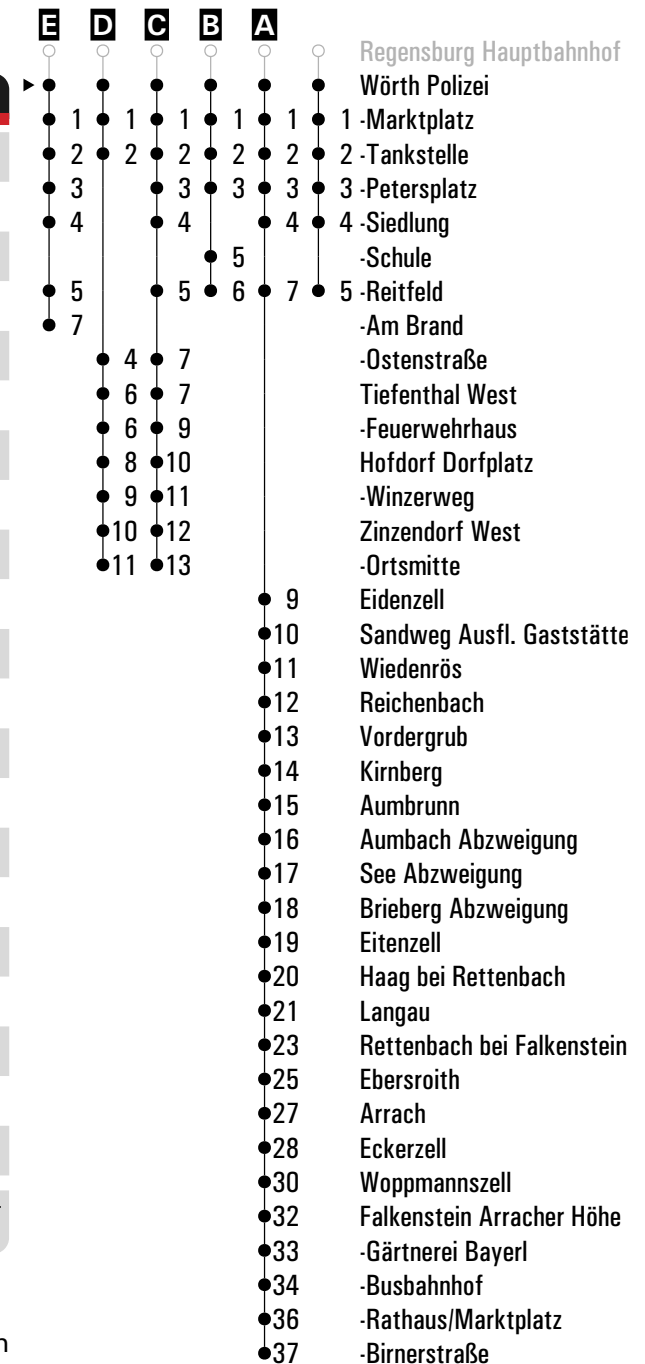 E D C B A
Regensburg Hauptbahnhof
Wörth Polizei
1 1 1 1 1 1 -Marktplatz
2 2 2 2 2 2 -Tankstelle
3 3 3 3 3 -Petersplatz
4 4 4 4 -Siedlung
5 -Schule
5 5 6 7 5 -Reitfeld
7 -Am Brand
4 7 -Ostenstraße
6 7 Tiefenthal West
6 9 -Feuerwehrhaus
8 10 Hofdorf Dorfplatz
9 11 -Winzerweg
10 12 Zinzendorf West
11 13 -Ortsmitte
9 Eidenzell
10 Sandweg Ausfl. Gaststätte
11 Wiedenrös
12 Reichenbach
13 Vordergrub
14 Kirnberg
15 Aumbrunn
16 Aumbach Abzweigung
17 See Abzweigung
18 Brieberg Abzweigung
19 Eitenzell
20 Haag bei Rettenbach
21 Langau
23 Rettenbach bei Falkenstein
25 Ebersroith
27 Arrach
28 Eckerzell
30 Woppmannszell
32 Falkenstein Arracher Höhe
33 -Gärtnerei Bayerl
34 -Busbahnhof
36 -Rathaus/Marktplatz
37 -Birnerstraße